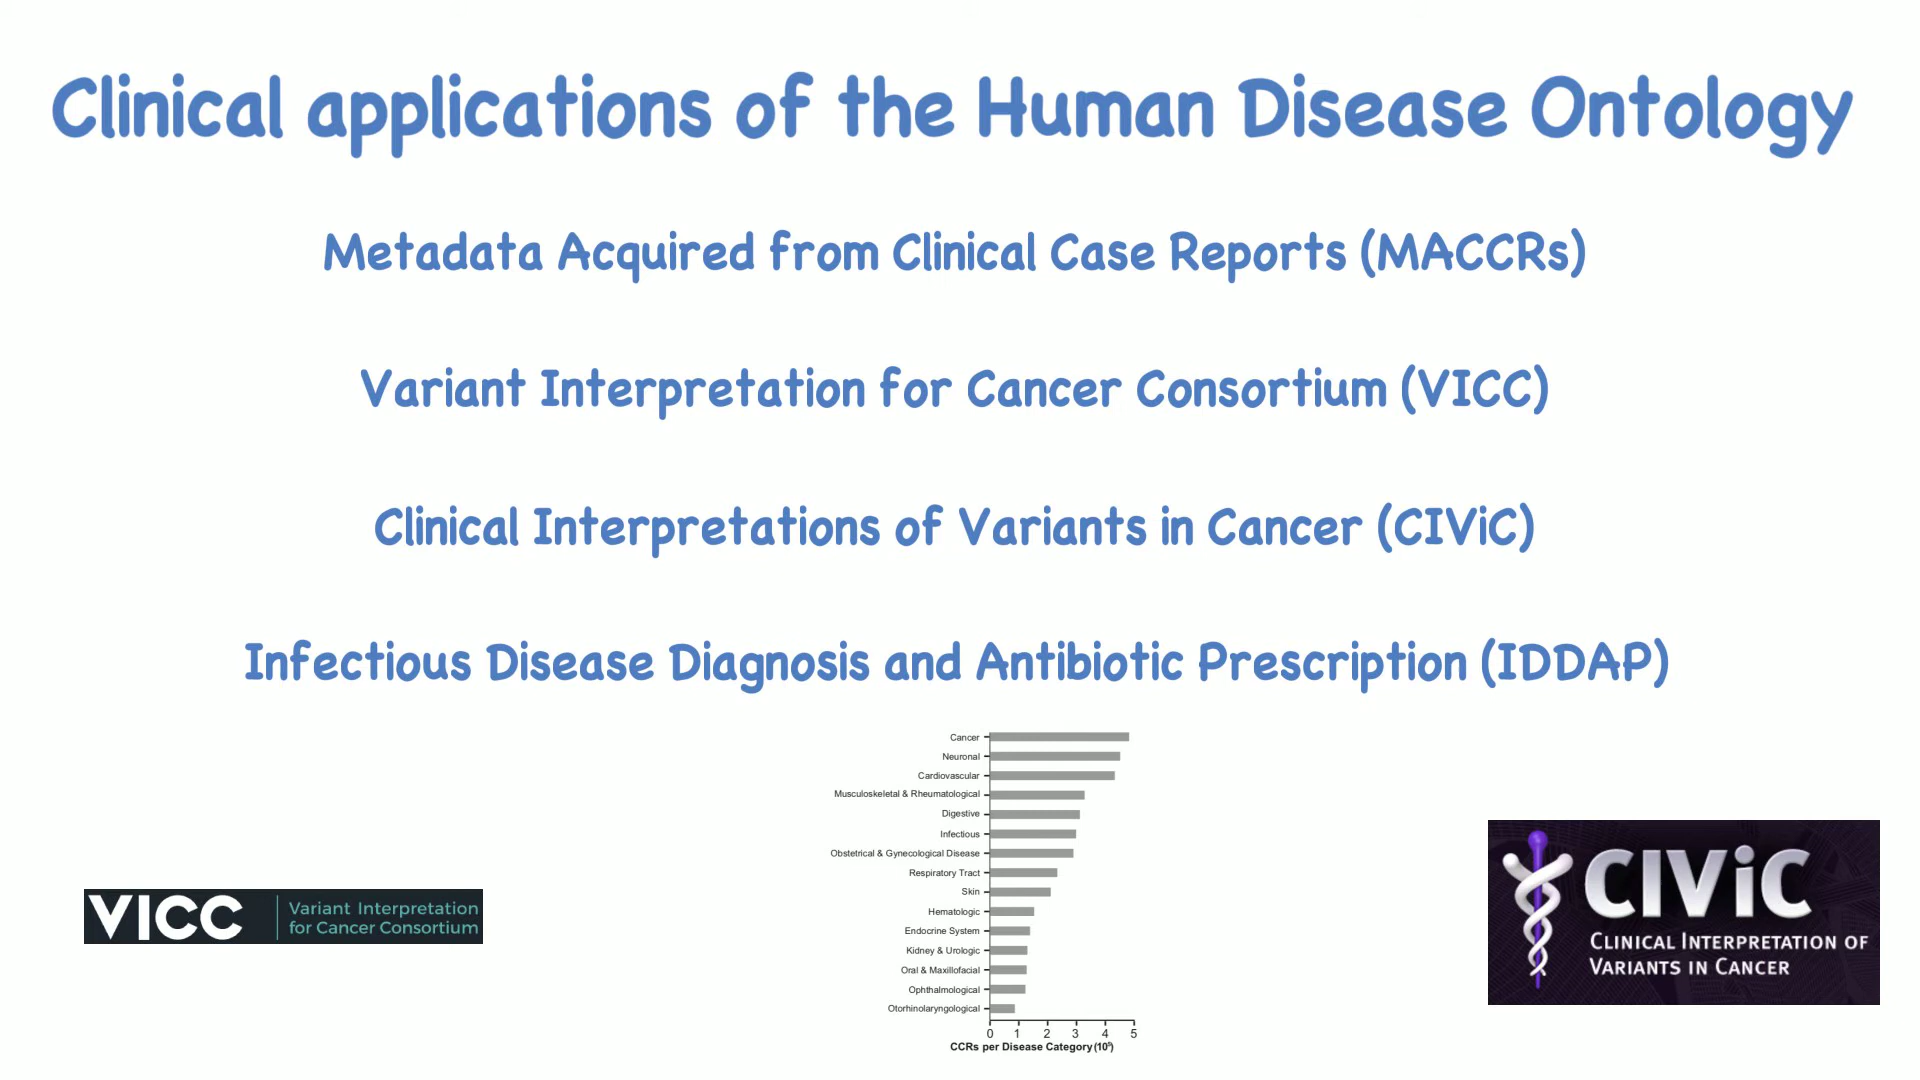 Clinical applications of the Human Disease Ontology
Metadata Acquired from Clinical Case Reports (MACCRs)
Variant Interpretation for Cancer Consortium (VICC)
Clinical Interpretations of Variants in Cancer (CIViC)
Infectious Disease Diagnosis and Antibiotic Prescription (IDDAP)
VICC
Variant Interpretation
for Cancer Consortium
Cancer
Neuronal
Cardiovascular
Musculoskeletal & Rheumatological
Digestive
Infectious
Obstetrical & Gynecological Disease
Respiratory Tract
Skin
Hematologic
Endocrine System
Kidney & Urologic
Oral & Maxillofacial
Ophthalmological
Otorhinolaryngological
0 1 2 3 4 5
CCRs per Disease Category (10⁵)
CIViC
CLINICAL INTERPRETATION OF
VARIANTS IN CANCER